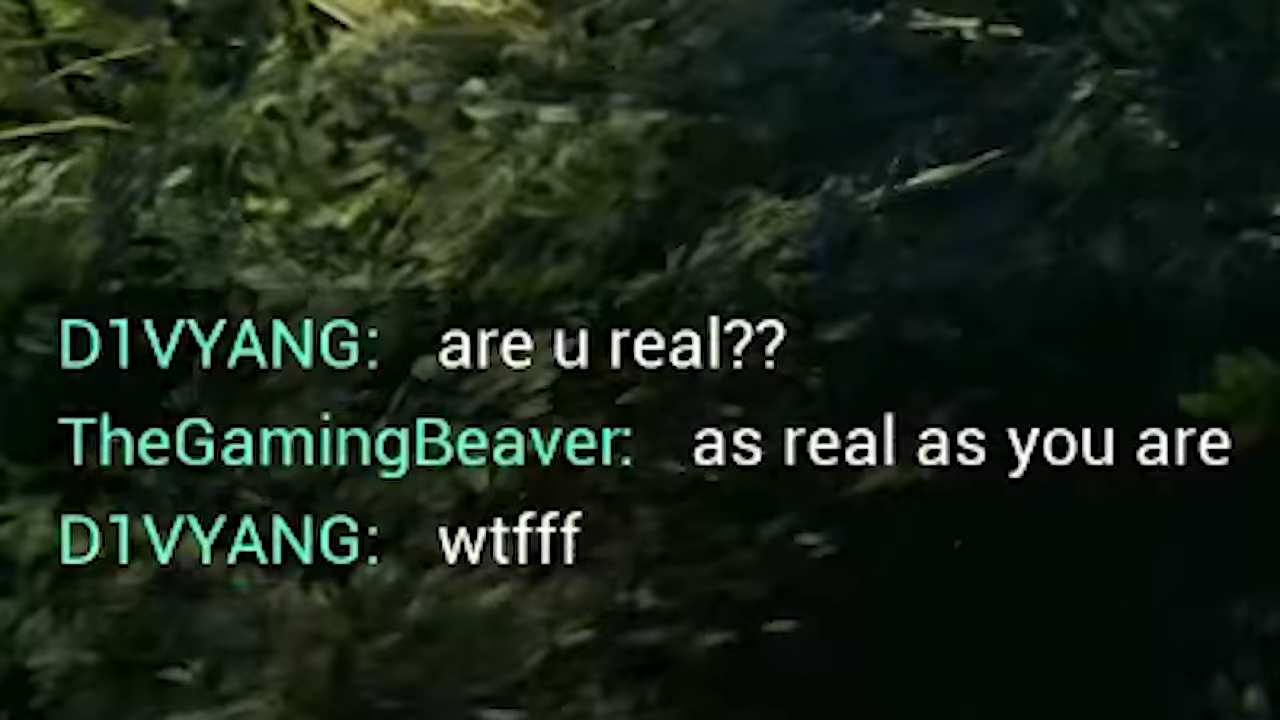 D1VYANG: are u real??
TheGamingBeaver: as real as you are
D1VYANG: wtfff